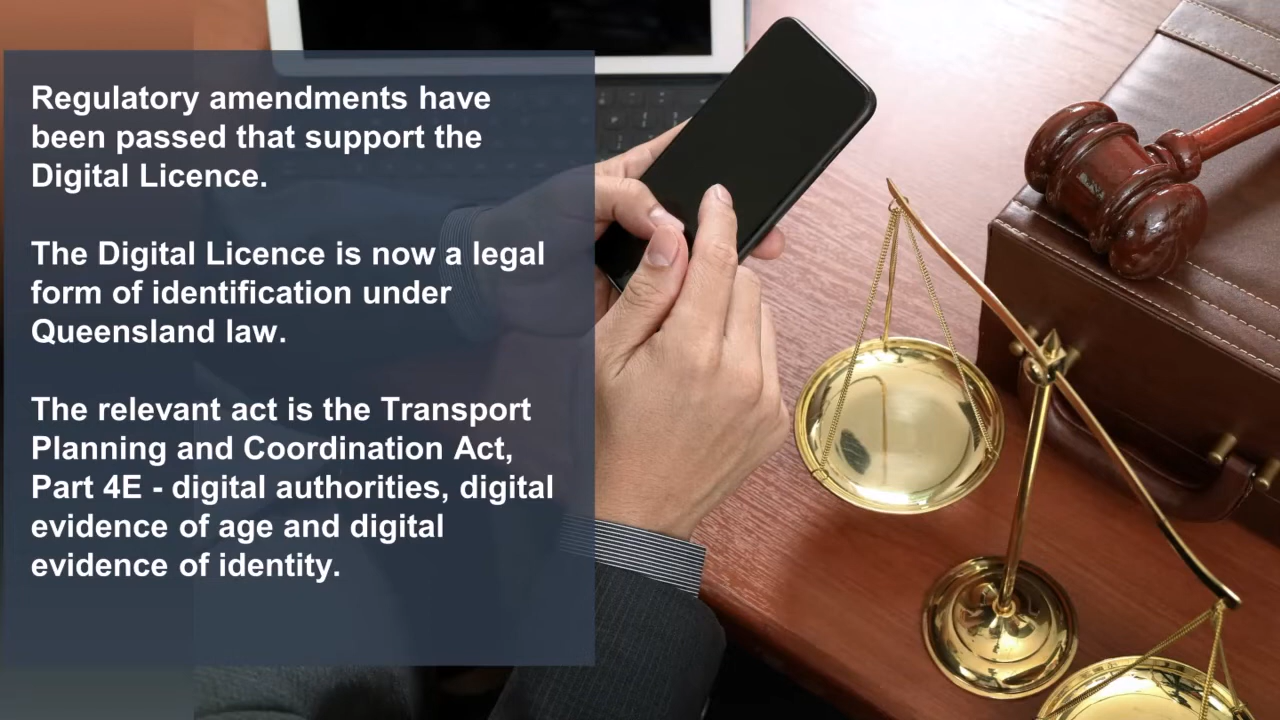 Regulatory amendments have
been passed that support the
Digital Licence.
The Digital Licence is now a legal
form of identification under
Queensland law.
The relevant act is the Transport
Planning and Coordination Act,
Part 4E - digital authorities, digital
evidence of age and digital
evidence of identity.